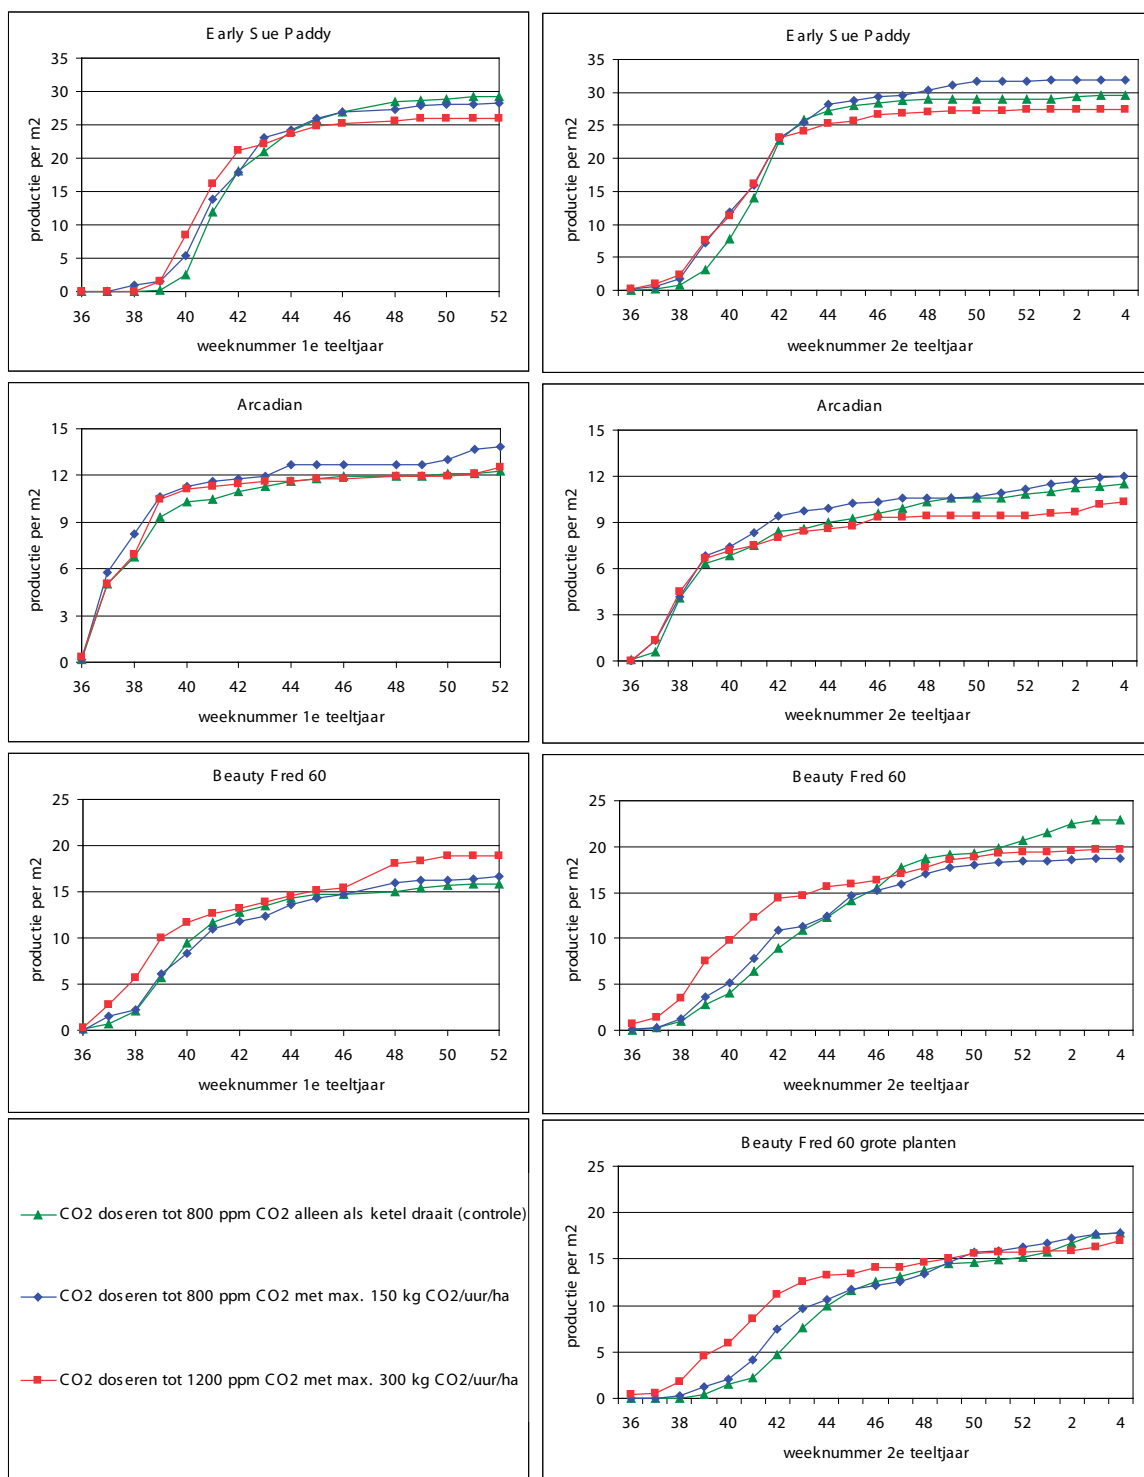 Early Sue Paddy
productie per m2
35
30
25
20
15
10
5
0
36 38 40 42 44 46 48 50 52
weeknummer 1e teeltjaar
Early Sue Paddy
productie per m2
35
30
25
20
15
10
5
0
36 38 40 42 44 46 48 50 52 2 4
weeknummer 2e teeltjaar
Arcadian
productie per m2
15
12
9
6
3
0
36 38 40 42 44 46 48 50 52
weeknummer 1e teeltjaar
Arcadian
productie per m2
15
12
9
6
3
0
36 38 40 42 44 46 48 50 52 2 4
weeknummer 2e teeltjaar
Beauty Fred 60
productie per m2
25
20
15
10
5
0
36 38 40 42 44 46 48 50 52
weeknummer 1e teeltjaar
Beauty Fred 60
productie per m2
25
20
15
10
5
0
36 38 40 42 44 46 48 50 52 2 4
weeknummer 2e teeltjaar
CO2 doseren tot 800 ppm CO2 alleen als ketel draait (controle)
CO2 doseren tot 800 ppm CO2 met max. 150 kg CO2/uur/ha
CO2 doseren tot 1200 ppm CO2 met max. 300 kg CO2/uur/ha
Beauty Fred 60 grote planten
productie per m2
25
20
15
10
5
0
36 38 40 42 44 46 48 50 52 2 4
weeknummer 2e teeltjaar